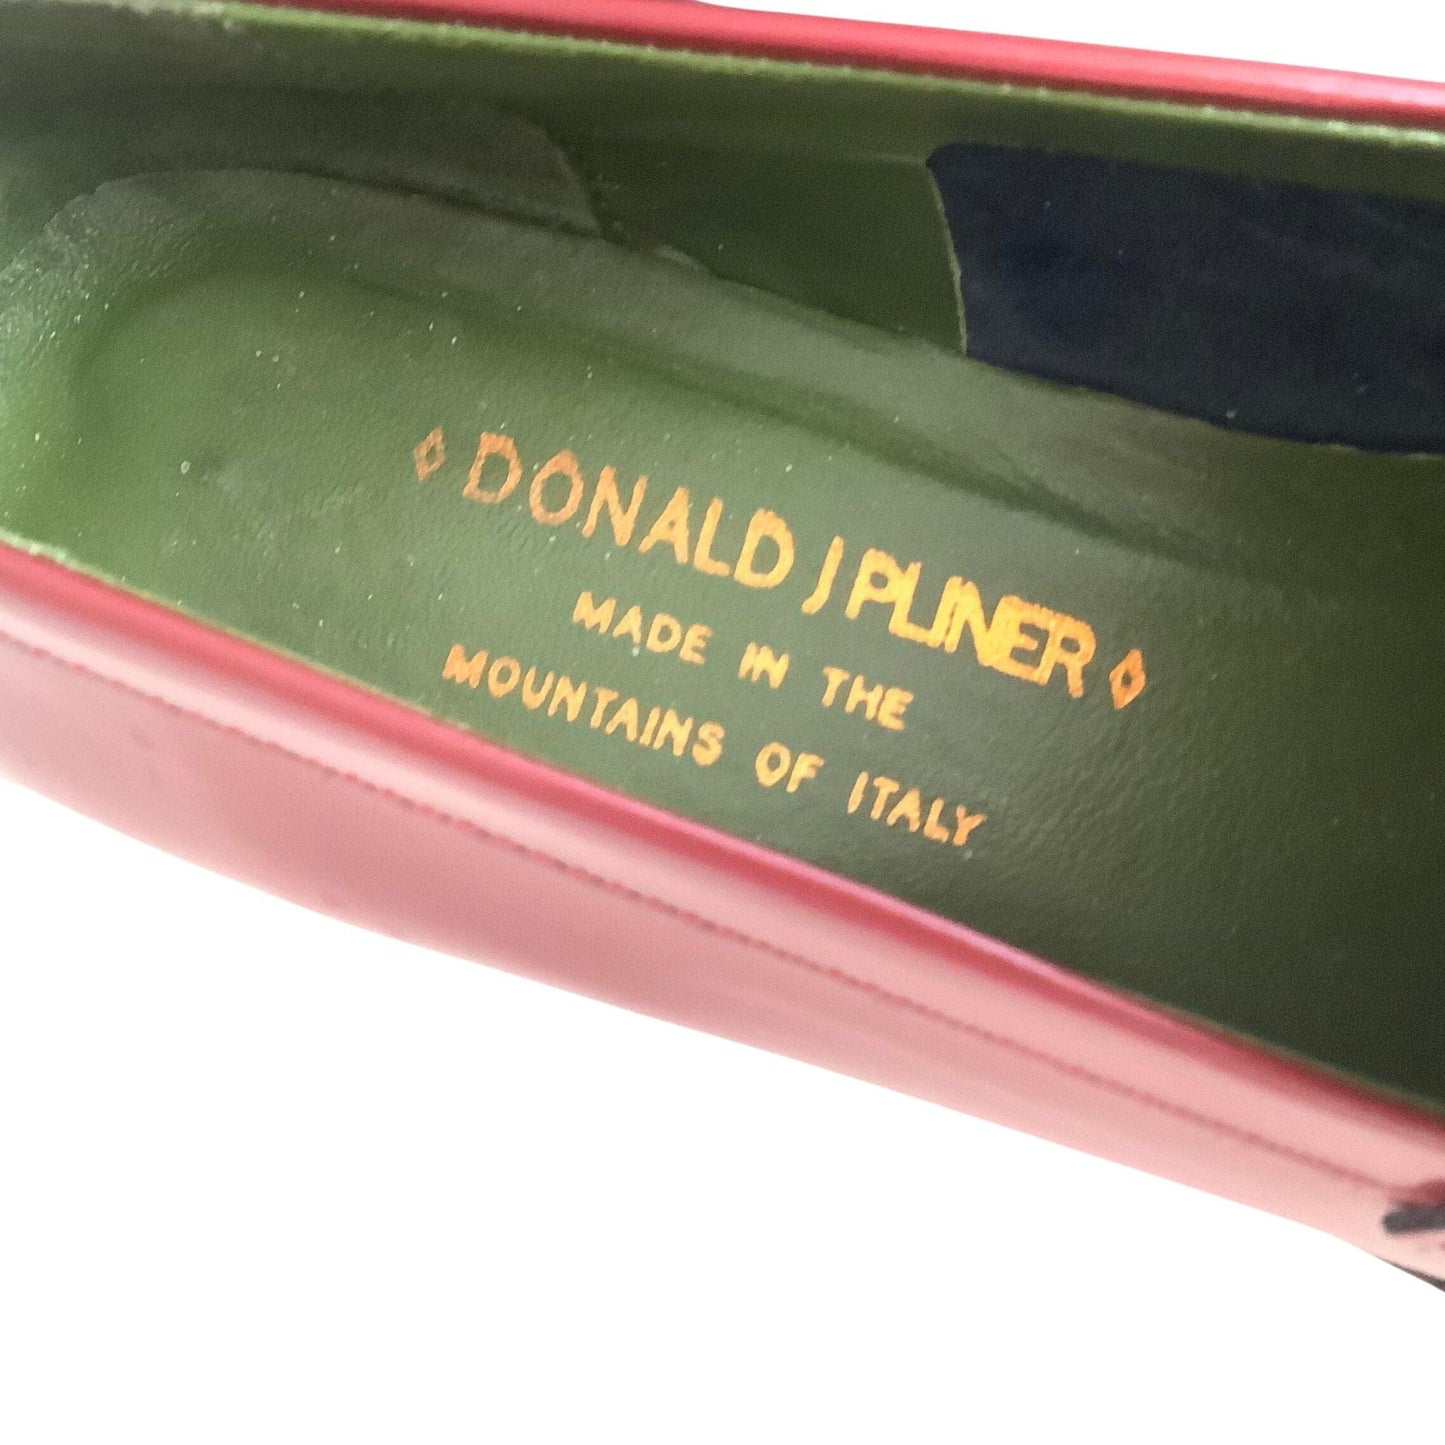 DONALD J PLINER
MADE IN THE
MOUNTAINS OF ITALY